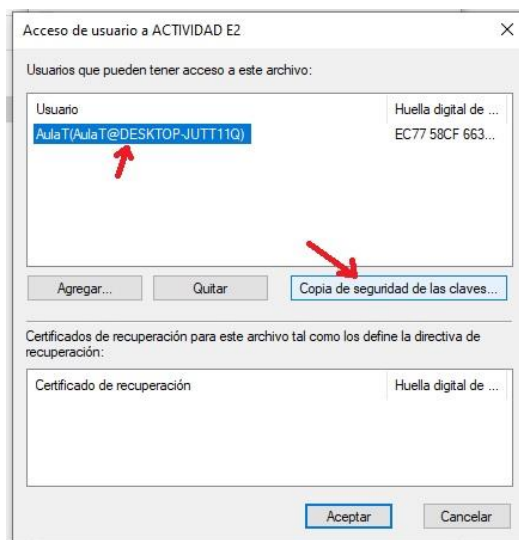 Acceso de usuario a ACTIVIDAD E2
Usuarios que pueden tener acceso a este archivo:
Usuario Huella digital de ...
AulaT(AulaT@DESKTOP-JUTT11Q) EC77 58CF 663...
Agregar... Quitar Copia de seguridad de las claves...
Certificados de recuperación para este archivo tal como los define la directiva de
recuperación:
Certificado de recuperación Huella digital de ...
Aceptar Cancelar